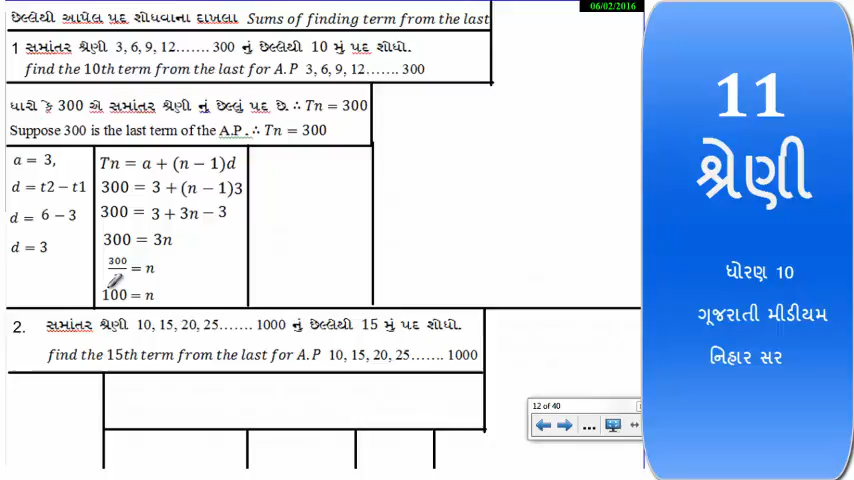 06/02/2016
છેલ્લેથી આપેલ પદ શોધવાના દાખલા Sums of finding term from the last
1 સમાંતર શ્રેણી 3, 6, 9, 12....... 300 નું છેલ્લેથી 10 મું પદ શોધો.
find the 10th term from the last for A.P 3, 6, 9, 12....... 300
ધારો કે 300 એ સમાંતર શ્રેણી નું છેલ્લું પદ છે. ∴ Tn = 300
Suppose 300 is the last term of the A.P. ∴ Tn = 300
a = 3,
d = t2 − t1
d = 6 − 3
d = 3
Tn = a + (n − 1)d
300 = 3 + (n − 1)3
300 = 3 + 3n − 3
300 = 3n
300/ = n
100 = n
2. સમાંતર શ્રેણી 10, 15, 20, 25....... 1000 નું છેલ્લેથી 15 મું પદ શોધો.
find the 15th term from the last for A.P 10, 15, 20, 25....... 1000
12 of 40
11
શ્રેણી
ધોરણ 10
ગૂજરાતી મીડીયમ
નિહાર સર